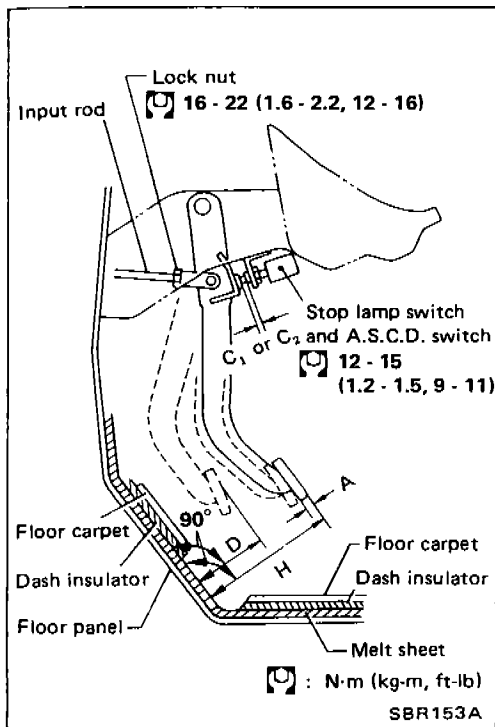 Lock nut
16 - 22 (1.6 - 2.2, 12 - 16)
Input rod
Stop lamp switch
C₁ or C₂ and A.S.C.D. switch
12 - 15
(1.2 - 1.5, 9 - 11)
A
90°
D
H
Floor carpet
Dash insulator
Floor panel
Floor carpet
Dash insulator
Melt sheet
: N·m (kg-m, ft-lb)
SBR153A